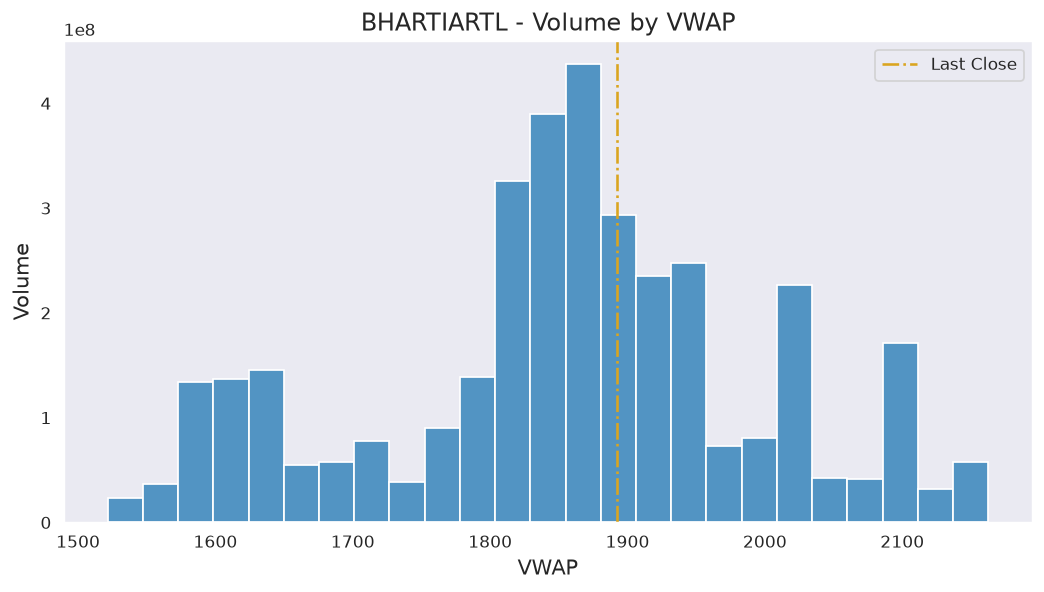 BHARTIARTL - Volume by VWAP
1e8
Last Close
4
3
2
1
0
Volume
1500 1600 1700 1800 1900 2000 2100
VWAP